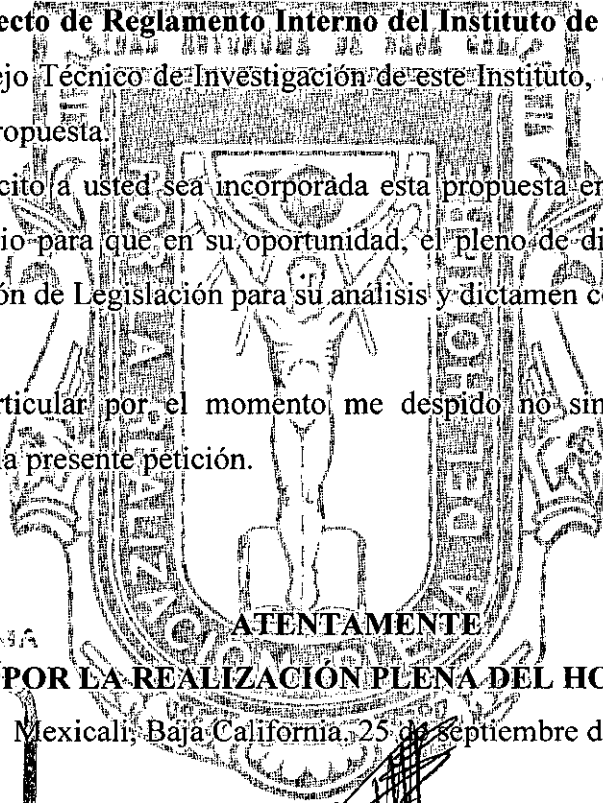 ecto de Reglamento Interno del Instituto de
ejo Técnico de Investigación de este Instituto,
ropuesta.
cito a usted sea incorporada esta propuesta en
io para que en su oportunidad, el pleno de di
ón de Legislación para su análisis y dictamen c
rticular por el momento me despido no sin
la presente petición.
ATENTAMENTE
POR LA REALIZACIÓN PLENA DEL HO
Mexicali, Baja California, 25 de septiembre d